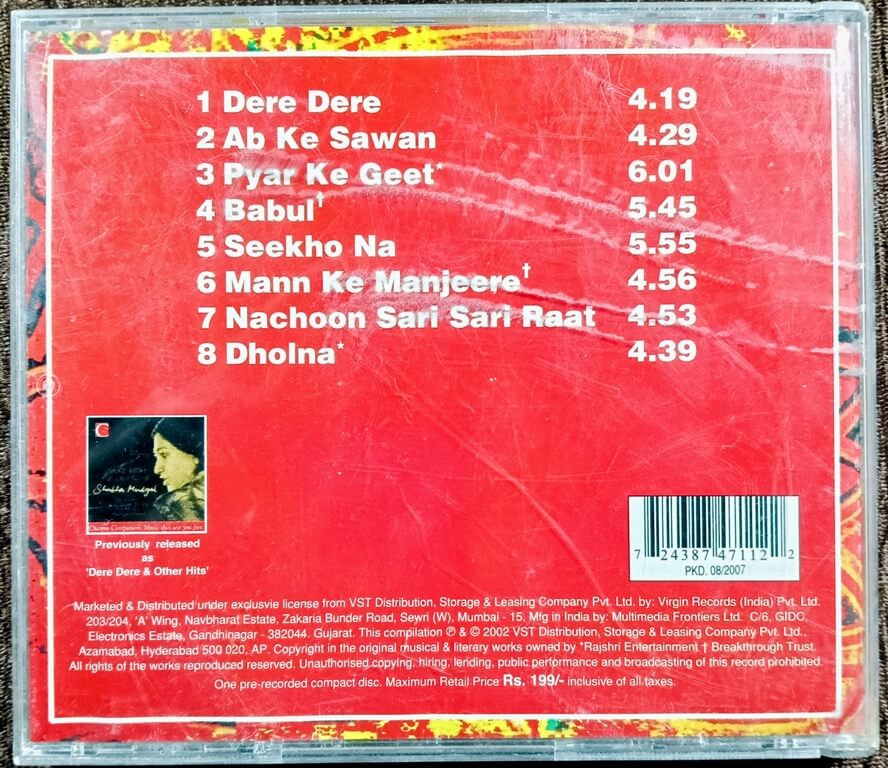 1 Dere Dere 4.19
2 Ab Ke Sawan 4.29
3 Pyar Ke Geet* 6.01
4 Babul† 5.45
5 Seekho Na 5.55
6 Mann Ke Manjeere† 4.56
7 Nachoon Sari Sari Raat 4.53
8 Dholna* 4.39
C
Shubha Mudgal
Charms Companion. Music that sets you free.
Previously released
as
'Dere Dere & Other Hits'
7 24387 47112 2
PKD. 08/2007
Marketed & Distributed under exclusvie license from VST Distribution, Storage & Leasing Company Pvt. Ltd. by: Virgin Records (India) Pvt. Ltd.
203/204, 'A' Wing, Navbharat Estate, Zakaria Bunder Road, Sewri (W), Mumbai - 15. Mfg in India by: Multimedia Frontiers Ltd. C/6, GIDC,
Electronics Estate, Gandhinagar - 382044. Gujarat. This compilation ℗ & © 2002 VST Distribution, Storage & Leasing Company Pvt. Ltd.,
Azamabad, Hyderabad 500 020, AP. Copyright in the original musical & literary works owned by *Rajshri Entertainment † Breakthrough Trust.
All rights of the works reproduced reserved. Unauthorised copying, hiring, lending, public performance and broadcasting of this record prohibited.
One pre-recorded compact disc. Maximum Retail Price Rs. 199/- inclusive of all taxes.